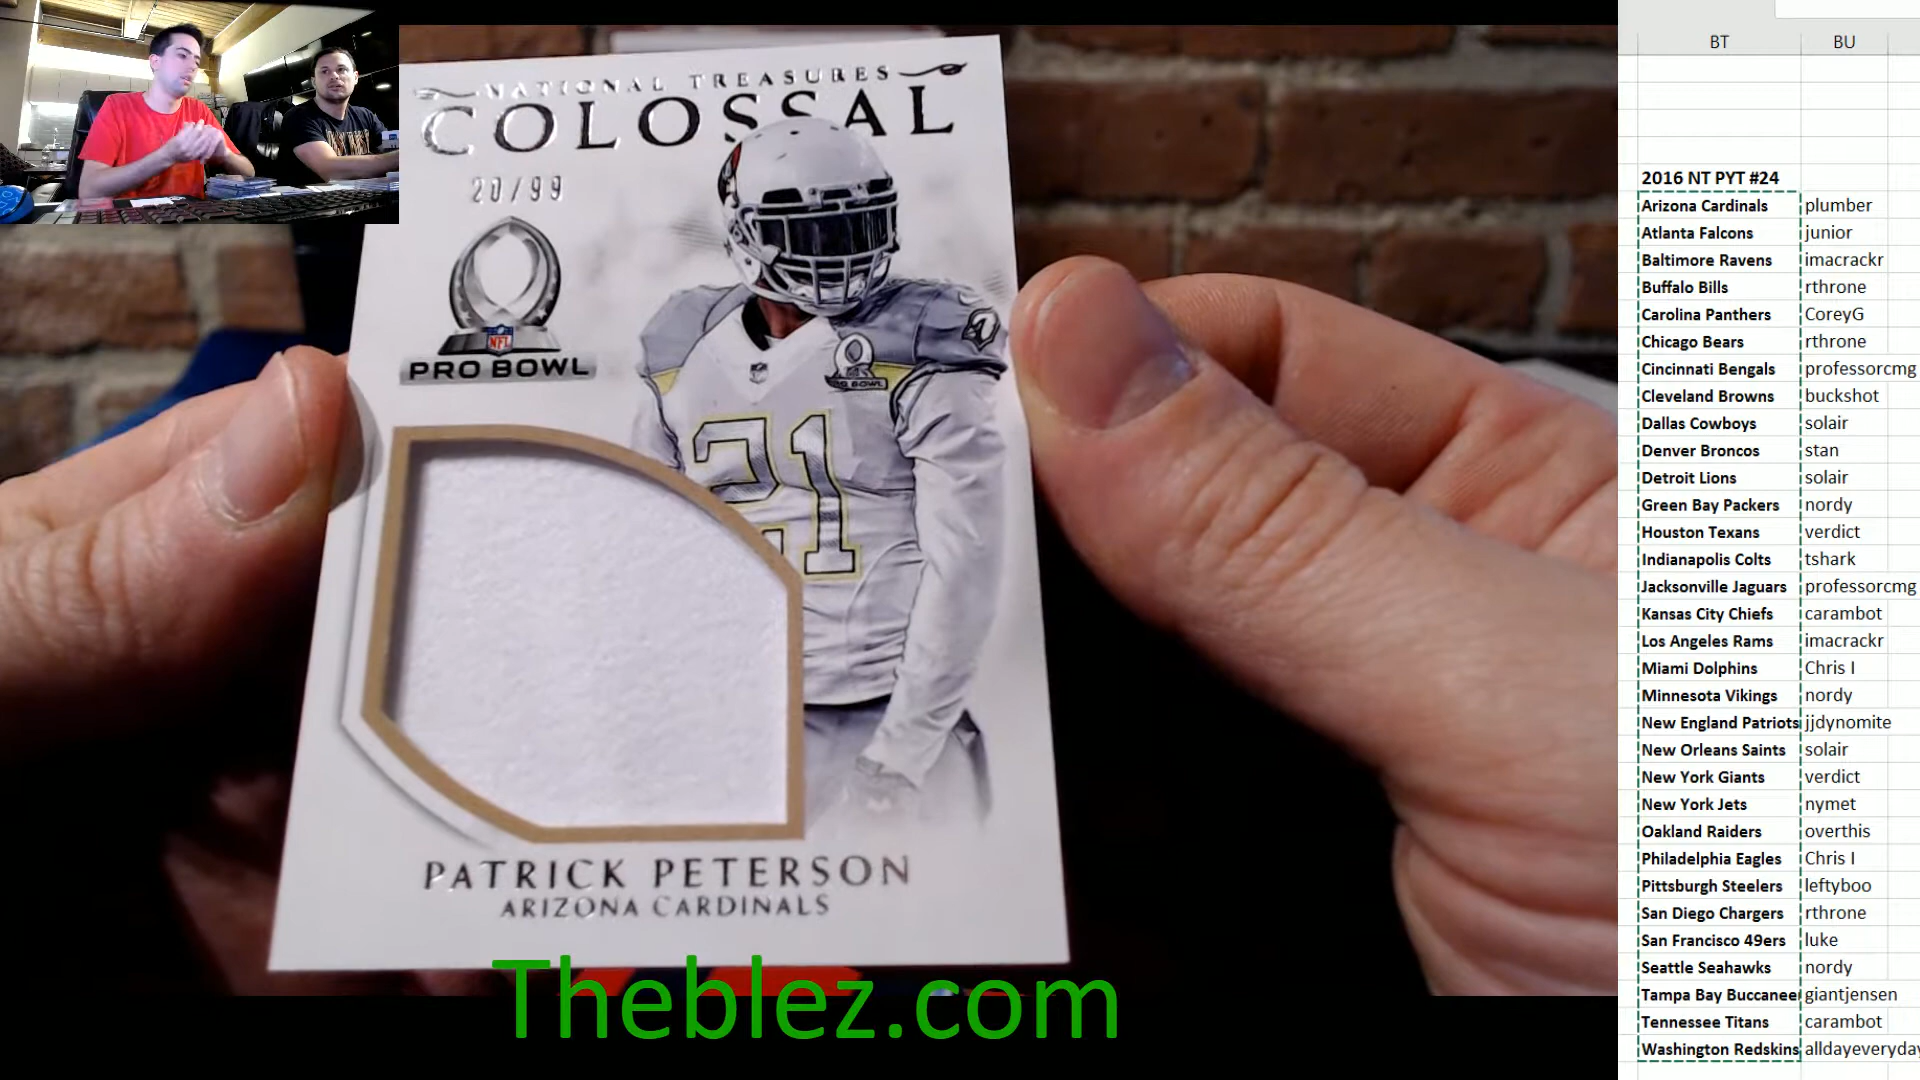 NATIONAL TREASURES
COLOSSAL
20/99
NFL
PRO BOWL
PRO BOWL
21
PATRICK PETERSON
ARIZONA CARDINALS
Theblez.com
BT BU
2016 NT PYT #24
Arizona Cardinals plumber
Atlanta Falcons junior
Baltimore Ravens imacrackr
Buffalo Bills rthrone
Carolina Panthers CoreyG
Chicago Bears rthrone
Cincinnati Bengals professorcmg
Cleveland Browns buckshot
Dallas Cowboys solair
Denver Broncos stan
Detroit Lions solair
Green Bay Packers nordy
Houston Texans verdict
Indianapolis Colts tshark
Jacksonville Jaguars professorcmg
Kansas City Chiefs carambot
Los Angeles Rams imacrackr
Miami Dolphins Chris I
Minnesota Vikings nordy
New England Patriots jjdynomite
New Orleans Saints solair
New York Giants verdict
New York Jets nymet
Oakland Raiders overthis
Philadelphia Eagles Chris I
Pittsburgh Steelers leftyboo
San Diego Chargers rthrone
San Francisco 49ers luke
Seattle Seahawks nordy
Tampa Bay Buccanee giantjensen
Tennessee Titans carambot
Washington Redskins alldayeveryday